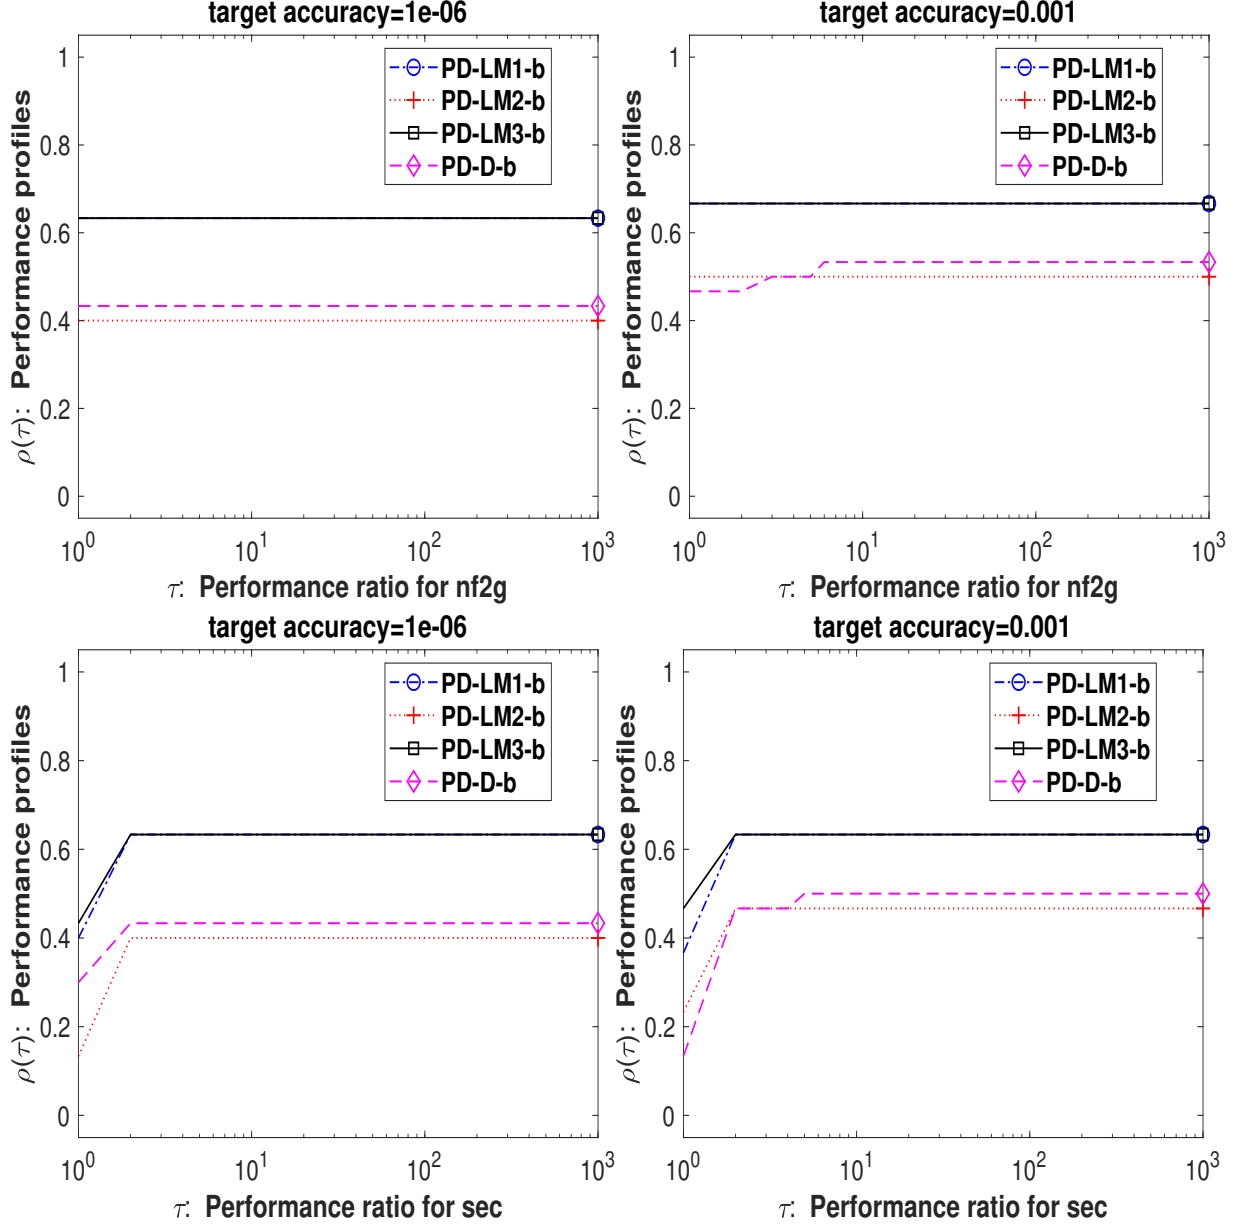 target accuracy=1e-06
1
0.8
0.6
0.4
0.2
0
ρ(τ): Performance profiles
PD-LM1-b
PD-LM2-b
PD-LM3-b
PD-D-b
10^0 10^1 10^2 10^3
τ: Performance ratio for nf2g
target accuracy=0.001
1
0.8
0.6
0.4
0.2
0
ρ(τ): Performance profiles
PD-LM1-b
PD-LM2-b
PD-LM3-b
PD-D-b
10^0 10^1 10^2 10^3
τ: Performance ratio for nf2g
target accuracy=1e-06
1
0.8
0.6
0.4
0.2
0
ρ(τ): Performance profiles
PD-LM1-b
PD-LM2-b
PD-LM3-b
PD-D-b
10^0 10^1 10^2 10^3
τ: Performance ratio for sec
target accuracy=0.001
1
0.8
0.6
0.4
0.2
0
ρ(τ): Performance profiles
PD-LM1-b
PD-LM2-b
PD-LM3-b
PD-D-b
10^0 10^1 10^2 10^3
τ: Performance ratio for sec